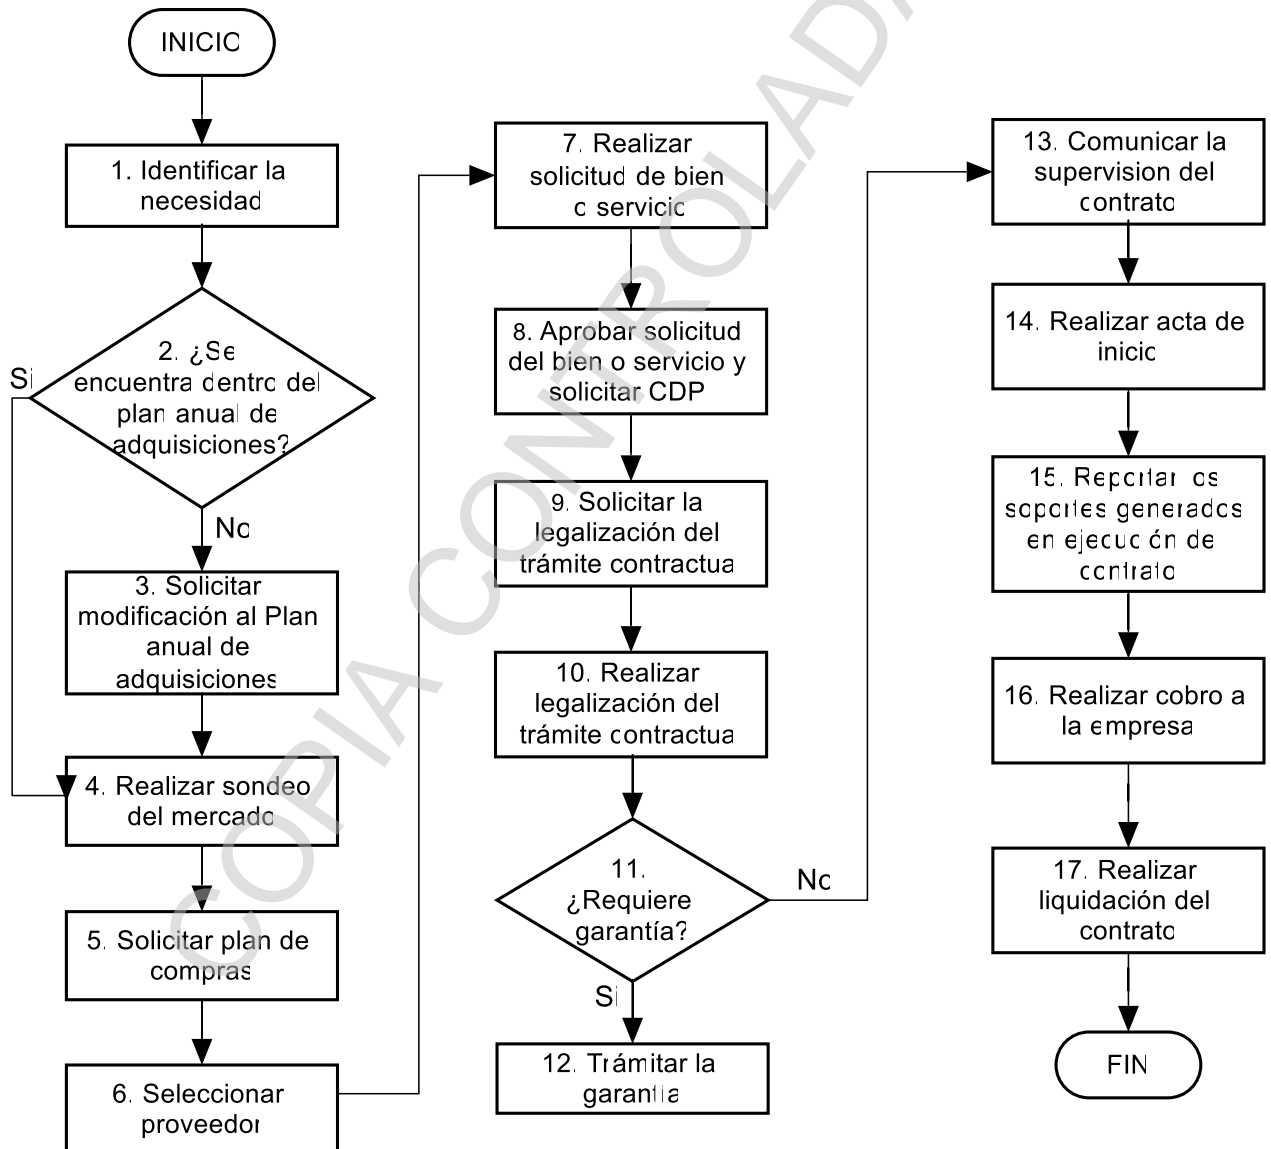 INICIO
1. Identificar la
necesidad
2. ¿Se
encuentra dentro del
plan anual de
adquisiciones?
Si
No
3. Solicitar
modificación al Plan
anual de
adquisiciones
4. Realizar sondeo
del mercado
5. Solicitar plan de
compras
6. Seleccionar
proveedor
7. Realizar
solicitud de bien
o servicio
8. Aprobar solicitud
del bien o servicio y
solicitar CDP
9. Solicitar la
legalización del
trámite contractua
10. Realizar
legalización del
trámite contractua
11.
¿Requiere
garantía?
No
Si
12. Trámitar la
garantía
13. Comunicar la
supervision del
contrato
14. Realizar acta de
inicio
15. Reportar los
soportes generados
en ejecución de
contrato
16. Realizar cobro a
la empresa
17. Realizar
liquidación del
contrato
FIN
COPIA CONTROLADA